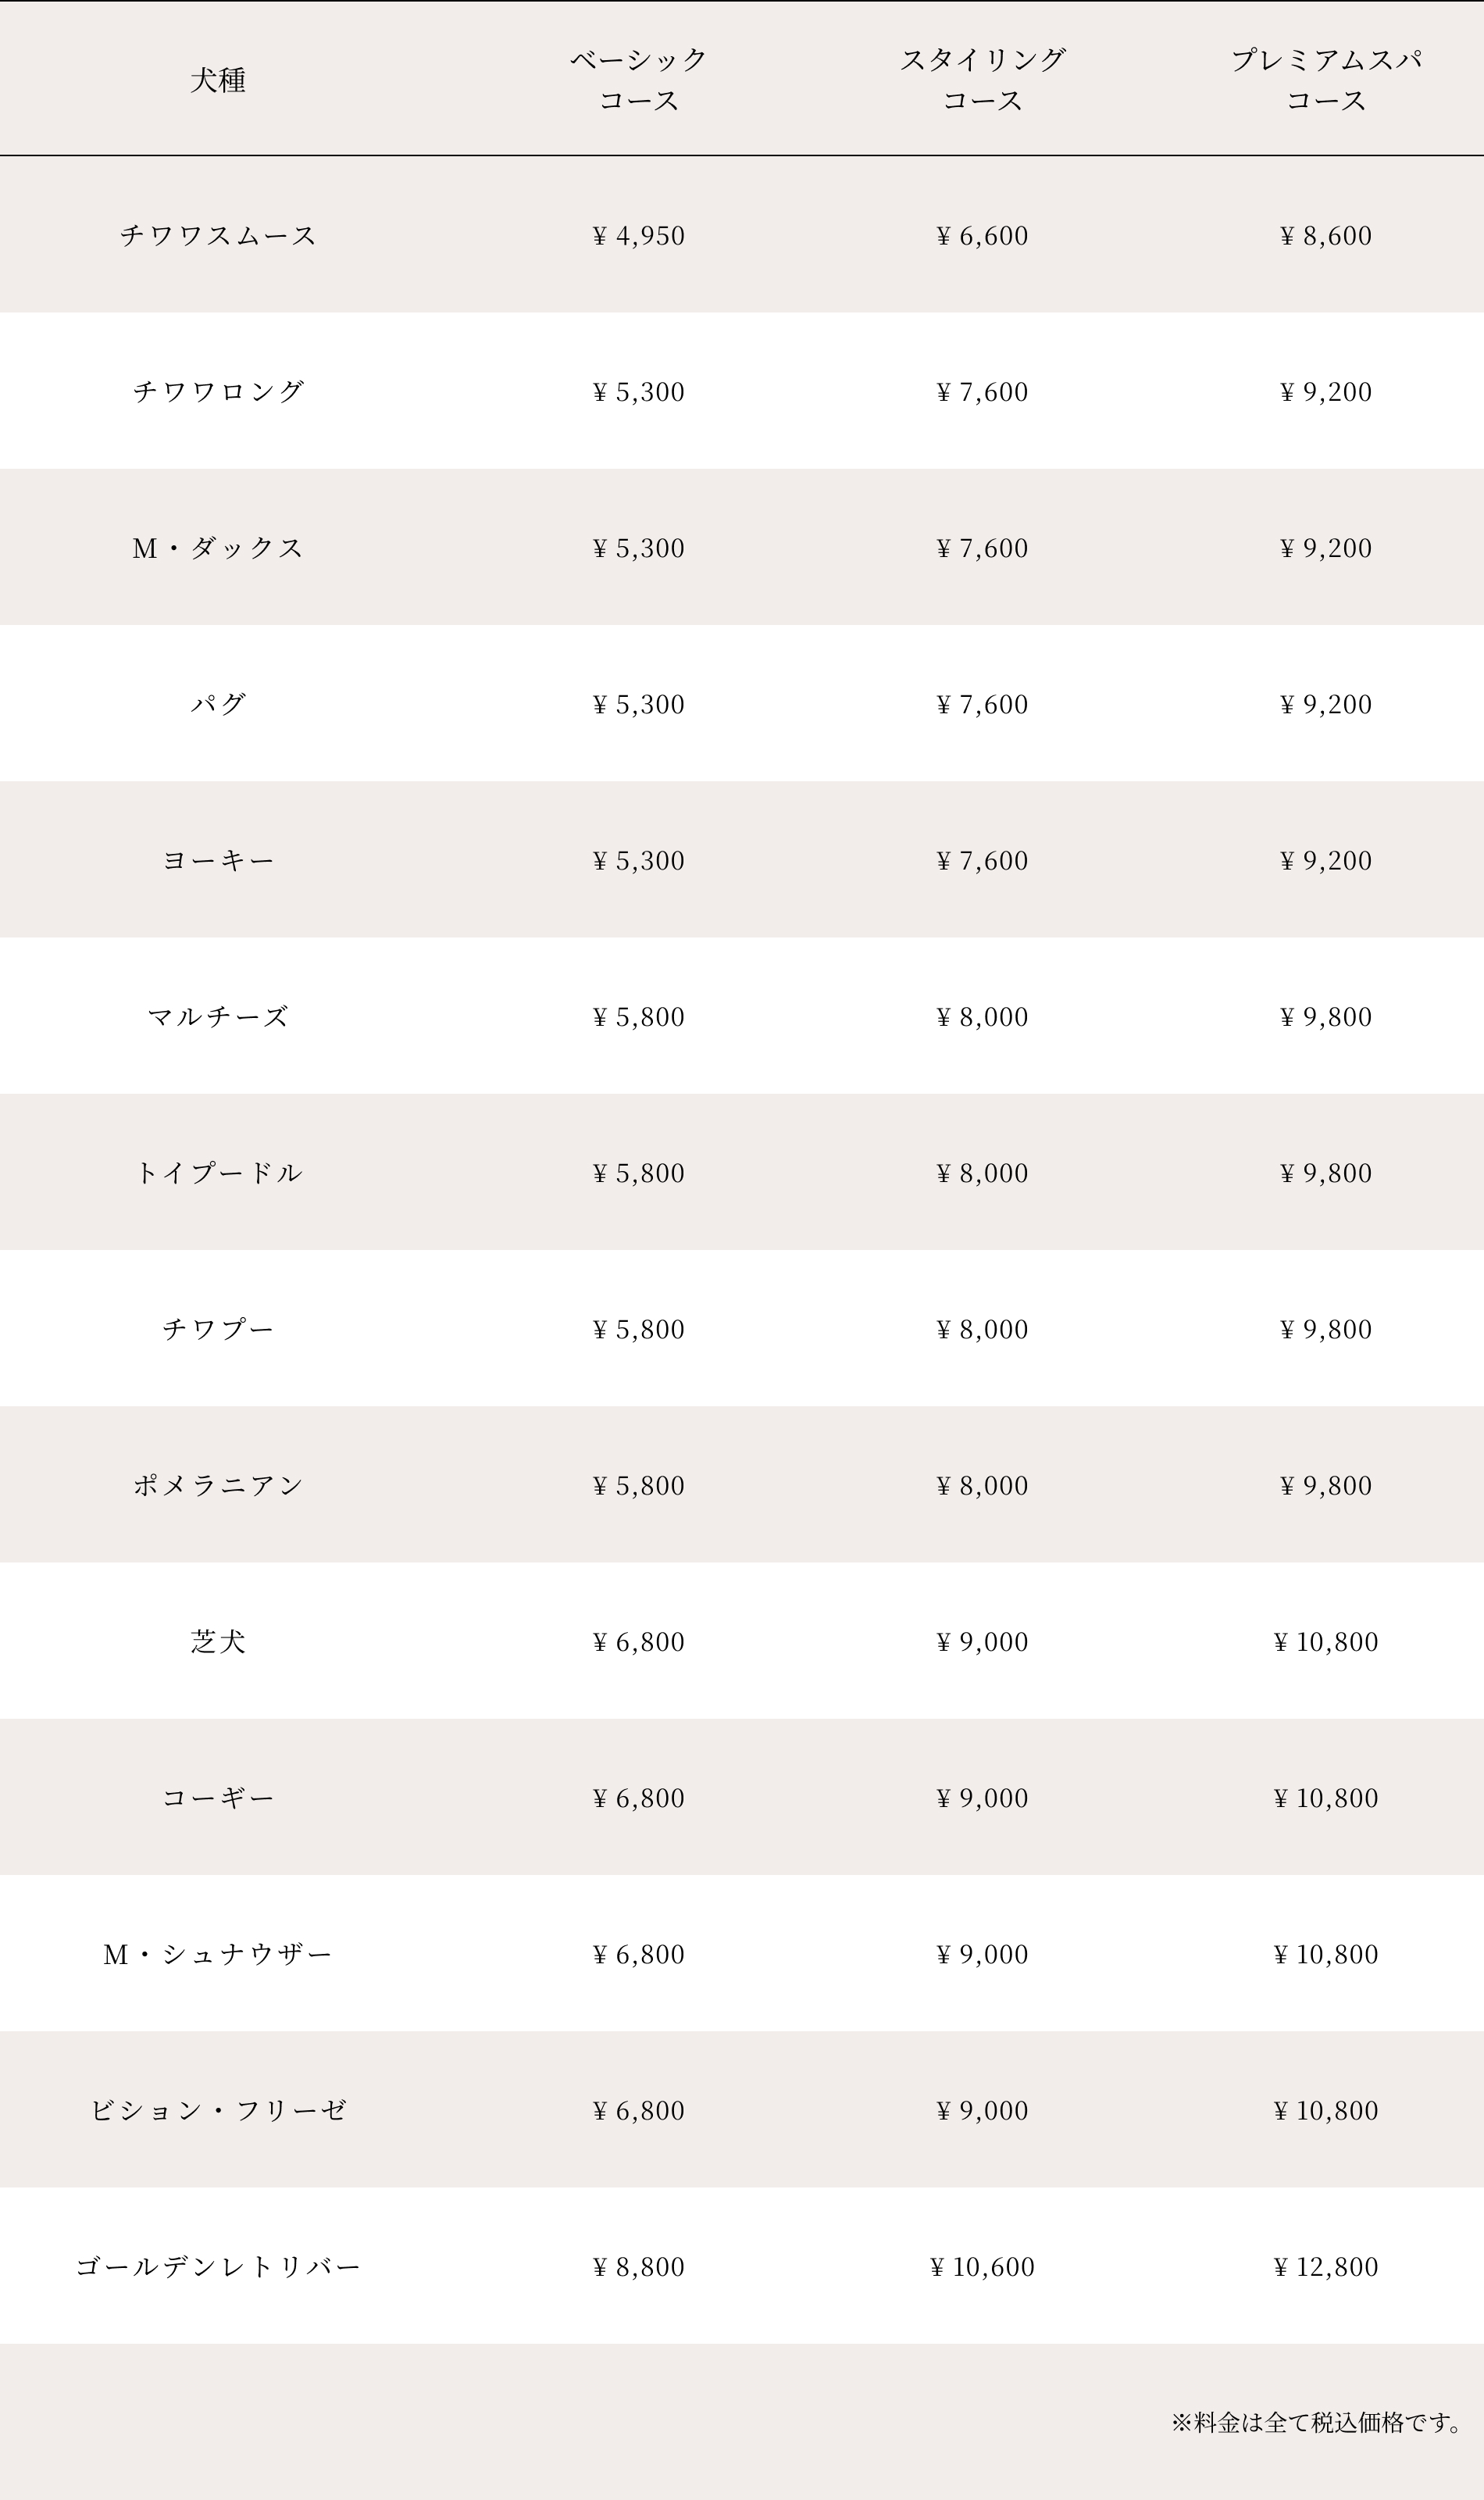 犬種 ベーシック スタイリング プレミアムスパ
コース コース コース
チワワスムース ¥ 4,950 ¥ 6,600 ¥ 8,600
チワワロング ¥ 5,300 ¥ 7,600 ¥ 9,200
M・ダックス ¥ 5,300 ¥ 7,600 ¥ 9,200
パグ ¥ 5,300 ¥ 7,600 ¥ 9,200
ヨーキー ¥ 5,300 ¥ 7,600 ¥ 9,200
マルチーズ ¥ 5,800 ¥ 8,000 ¥ 9,800
トイプードル ¥ 5,800 ¥ 8,000 ¥ 9,800
チワプー ¥ 5,800 ¥ 8,000 ¥ 9,800
ポメラニアン ¥ 5,800 ¥ 8,000 ¥ 9,800
芝犬 ¥ 6,800 ¥ 9,000 ¥ 10,800
コーギー ¥ 6,800 ¥ 9,000 ¥ 10,800
M・シュナウザー ¥ 6,800 ¥ 9,000 ¥ 10,800
ビション・フリーゼ ¥ 6,800 ¥ 9,000 ¥ 10,800
ゴールデンレトリバー ¥ 8,800 ¥ 10,600 ¥ 12,800
※料金は全て税込価格です。